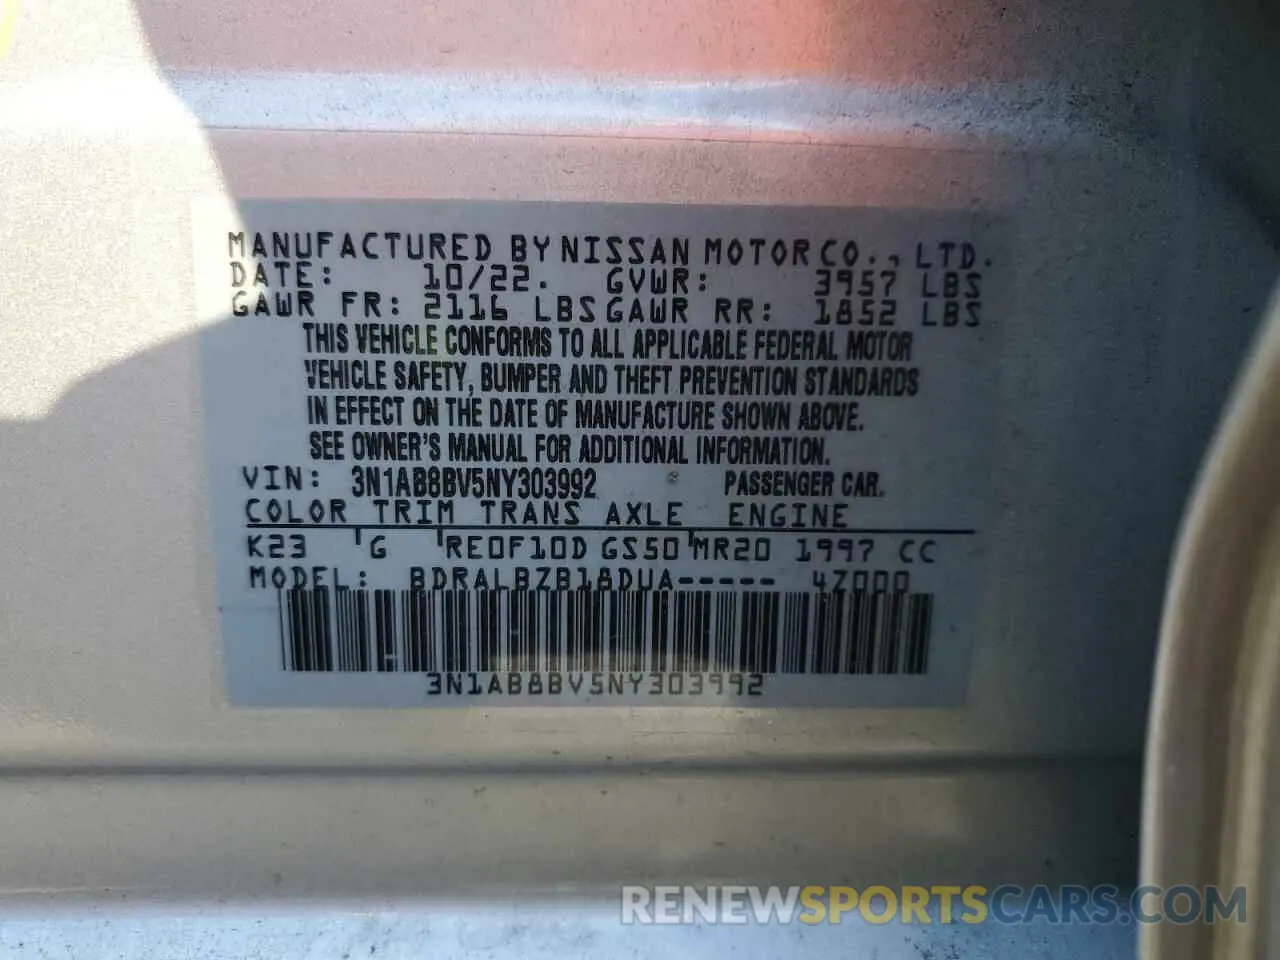 MANUFACTURED BY NISSAN MOTOR CO., LTD.
DATE: 10/22. GVWR: 3957 LBS
GAWR FR: 2116 LBS GAWR RR: 1852 LBS
THIS VEHICLE CONFORMS TO ALL APPLICABLE FEDERAL MOTOR
VEHICLE SAFETY, BUMPER AND THEFT PREVENTION STANDARDS
IN EFFECT ON THE DATE OF MANUFACTURE SHOWN ABOVE.
SEE OWNER'S MANUAL FOR ADDITIONAL INFORMATION.
VIN: 3N1AB8BV5NY303992 PASSENGER CAR.
COLOR TRIM TRANS AXLE ENGINE
K23 G RE0F10D GS50 MR20 1997 CC
MODEL: BDRALBZB18DUA----- 4Z000
3N1AB8BV5NY303992
RENEWSPORTSCARS.COM